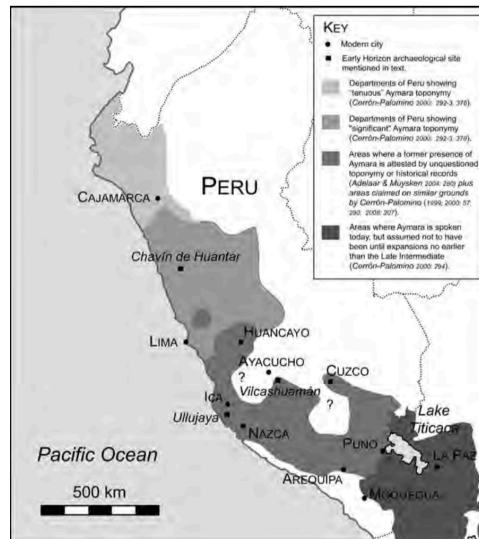 KEY
Modern city
Early Horizon archaeological site
mentioned in text.
Departments of Peru showing
"tenuous" Aymara toponymy
(Cerrón-Palomino 2000: 292-3, 378).
Departments of Peru showing
"significant" Aymara toponymy
(Cerrón-Palomino 2000: 292-3, 378).
Areas where a former presence of
Aymara is attested by unquestioned
toponymy or historical records
(Adelaar & Muysken 2004: 260) plus
areas claimed on similar grounds
by Cerrón-Palomino (1999, 2000: 57;
290, 2008: 207).
Areas where Aymara is spoken
today, but assumed not to have
been until expansions no earlier
than the Late Intermediate
(Cerrón-Palomino 2000: 294).
PERU
CAJAMARCA
Chavín de Huantar
LIMA
HUANCAYO
AYACUCHO
?
Vilcashuamán
CUZCO
?
ICA
Ullujaya
NAZCA
Lake
Titicaca
PUNO
LA PAZ
AREQUIPA
MOQUEGUA
Pacific Ocean
500 km